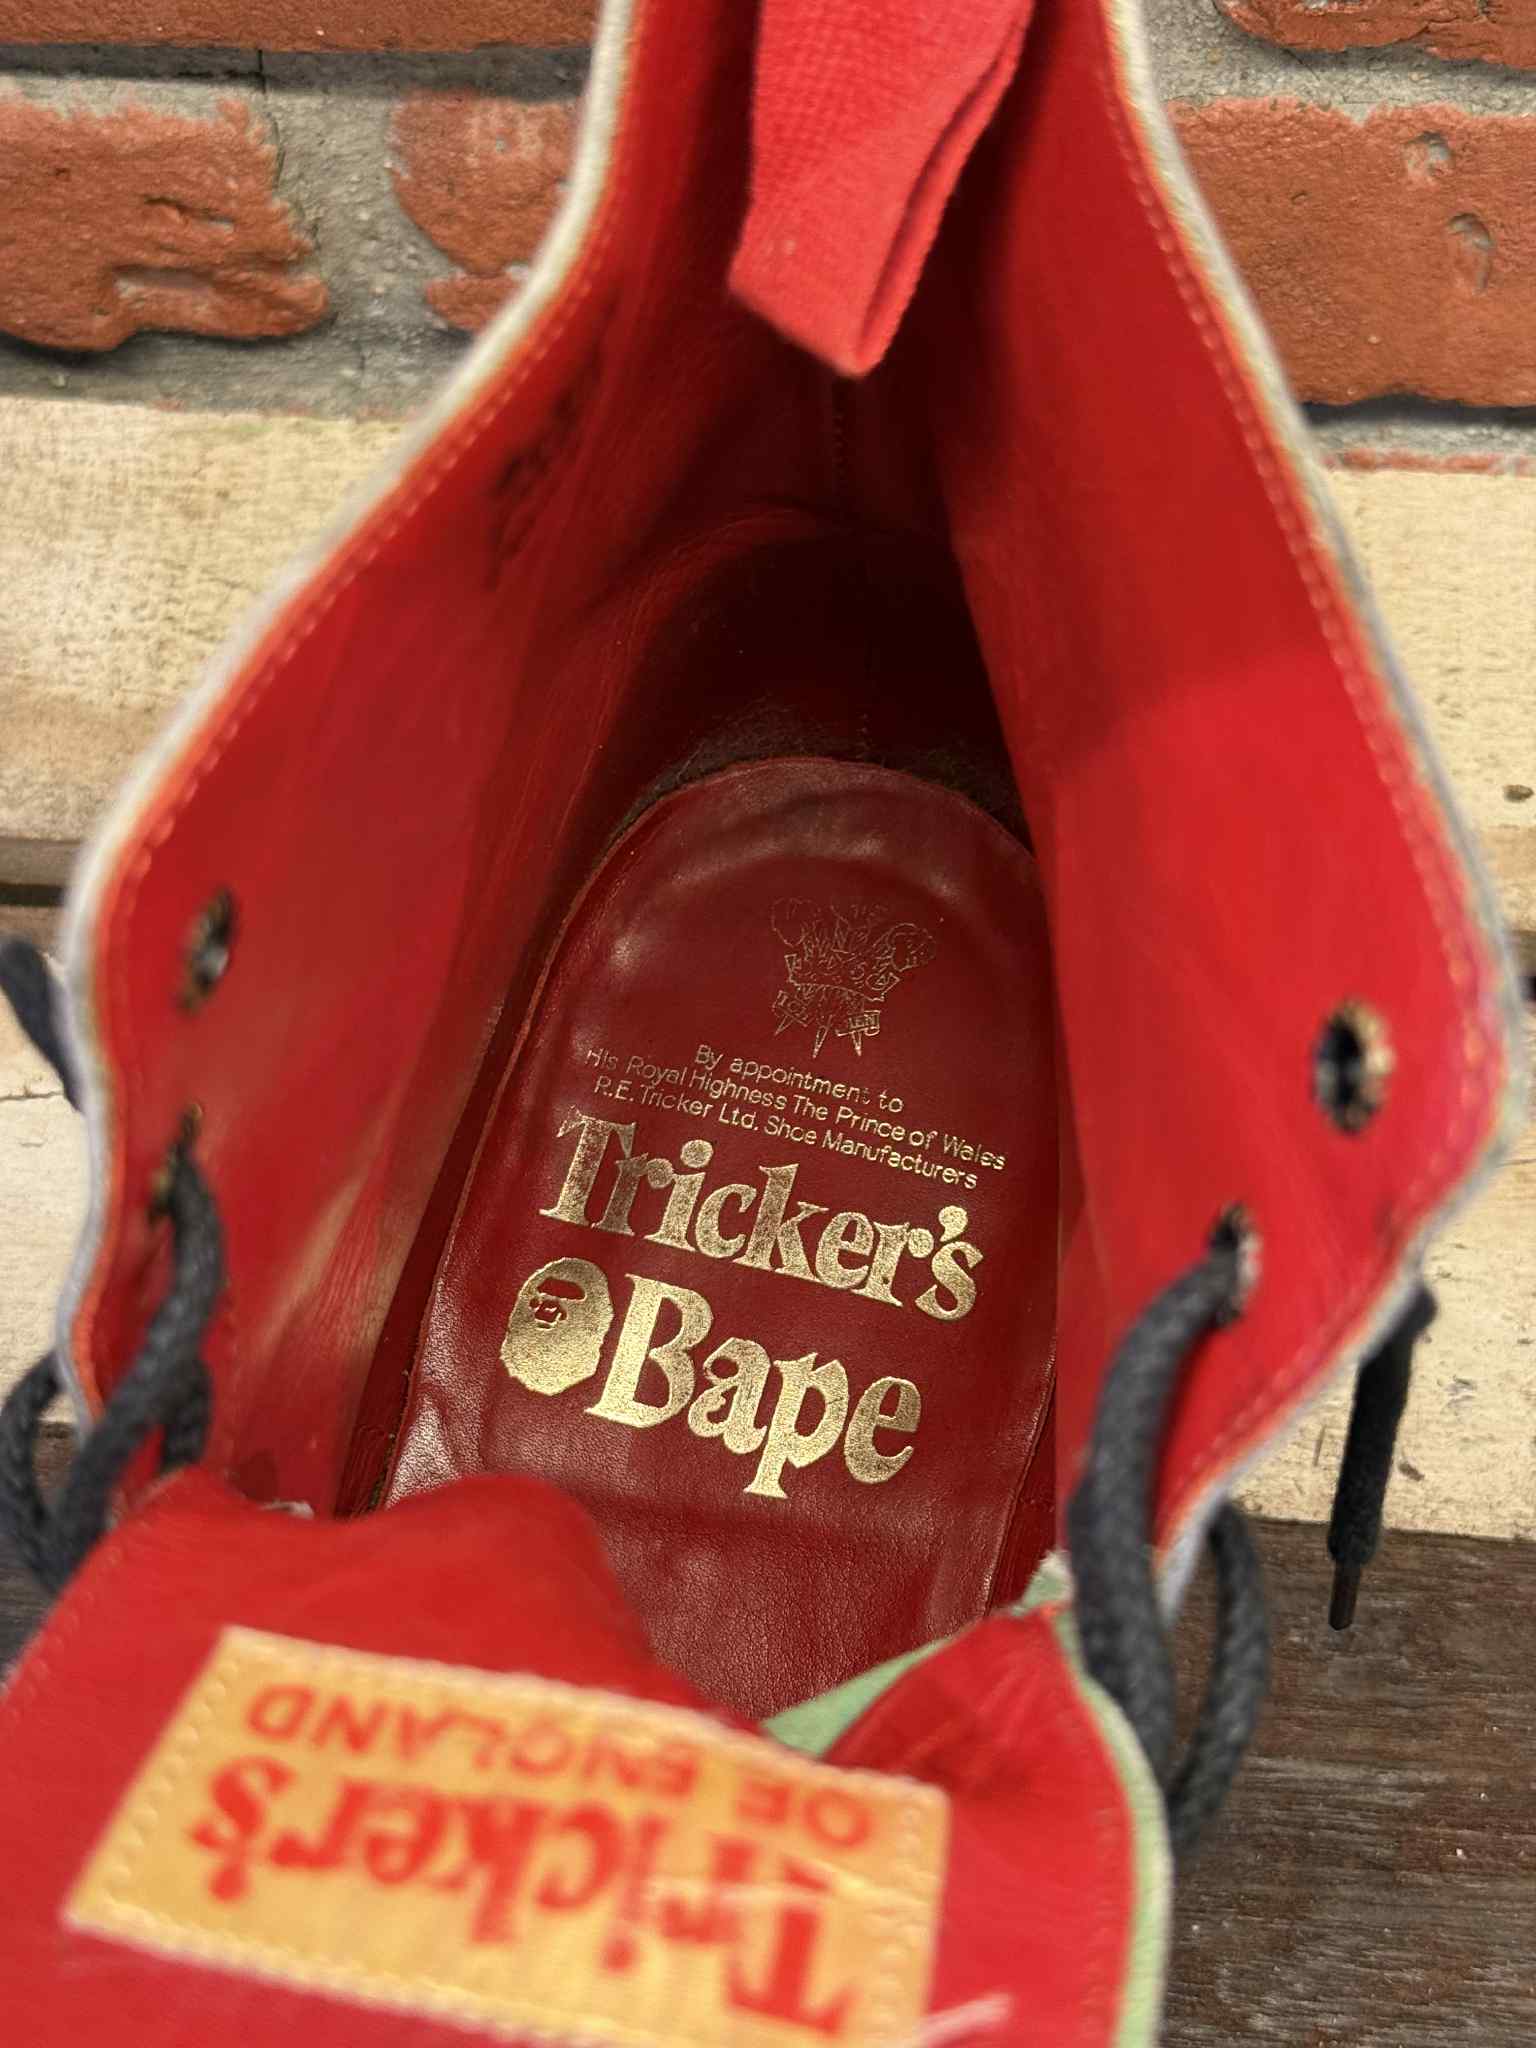 By appointment to
His Royal Highness The Prince of Wales
R.E. Tricker Ltd. Shoe Manufacturers
Tricker's
Bape
Tricker's
OF ENGLAND